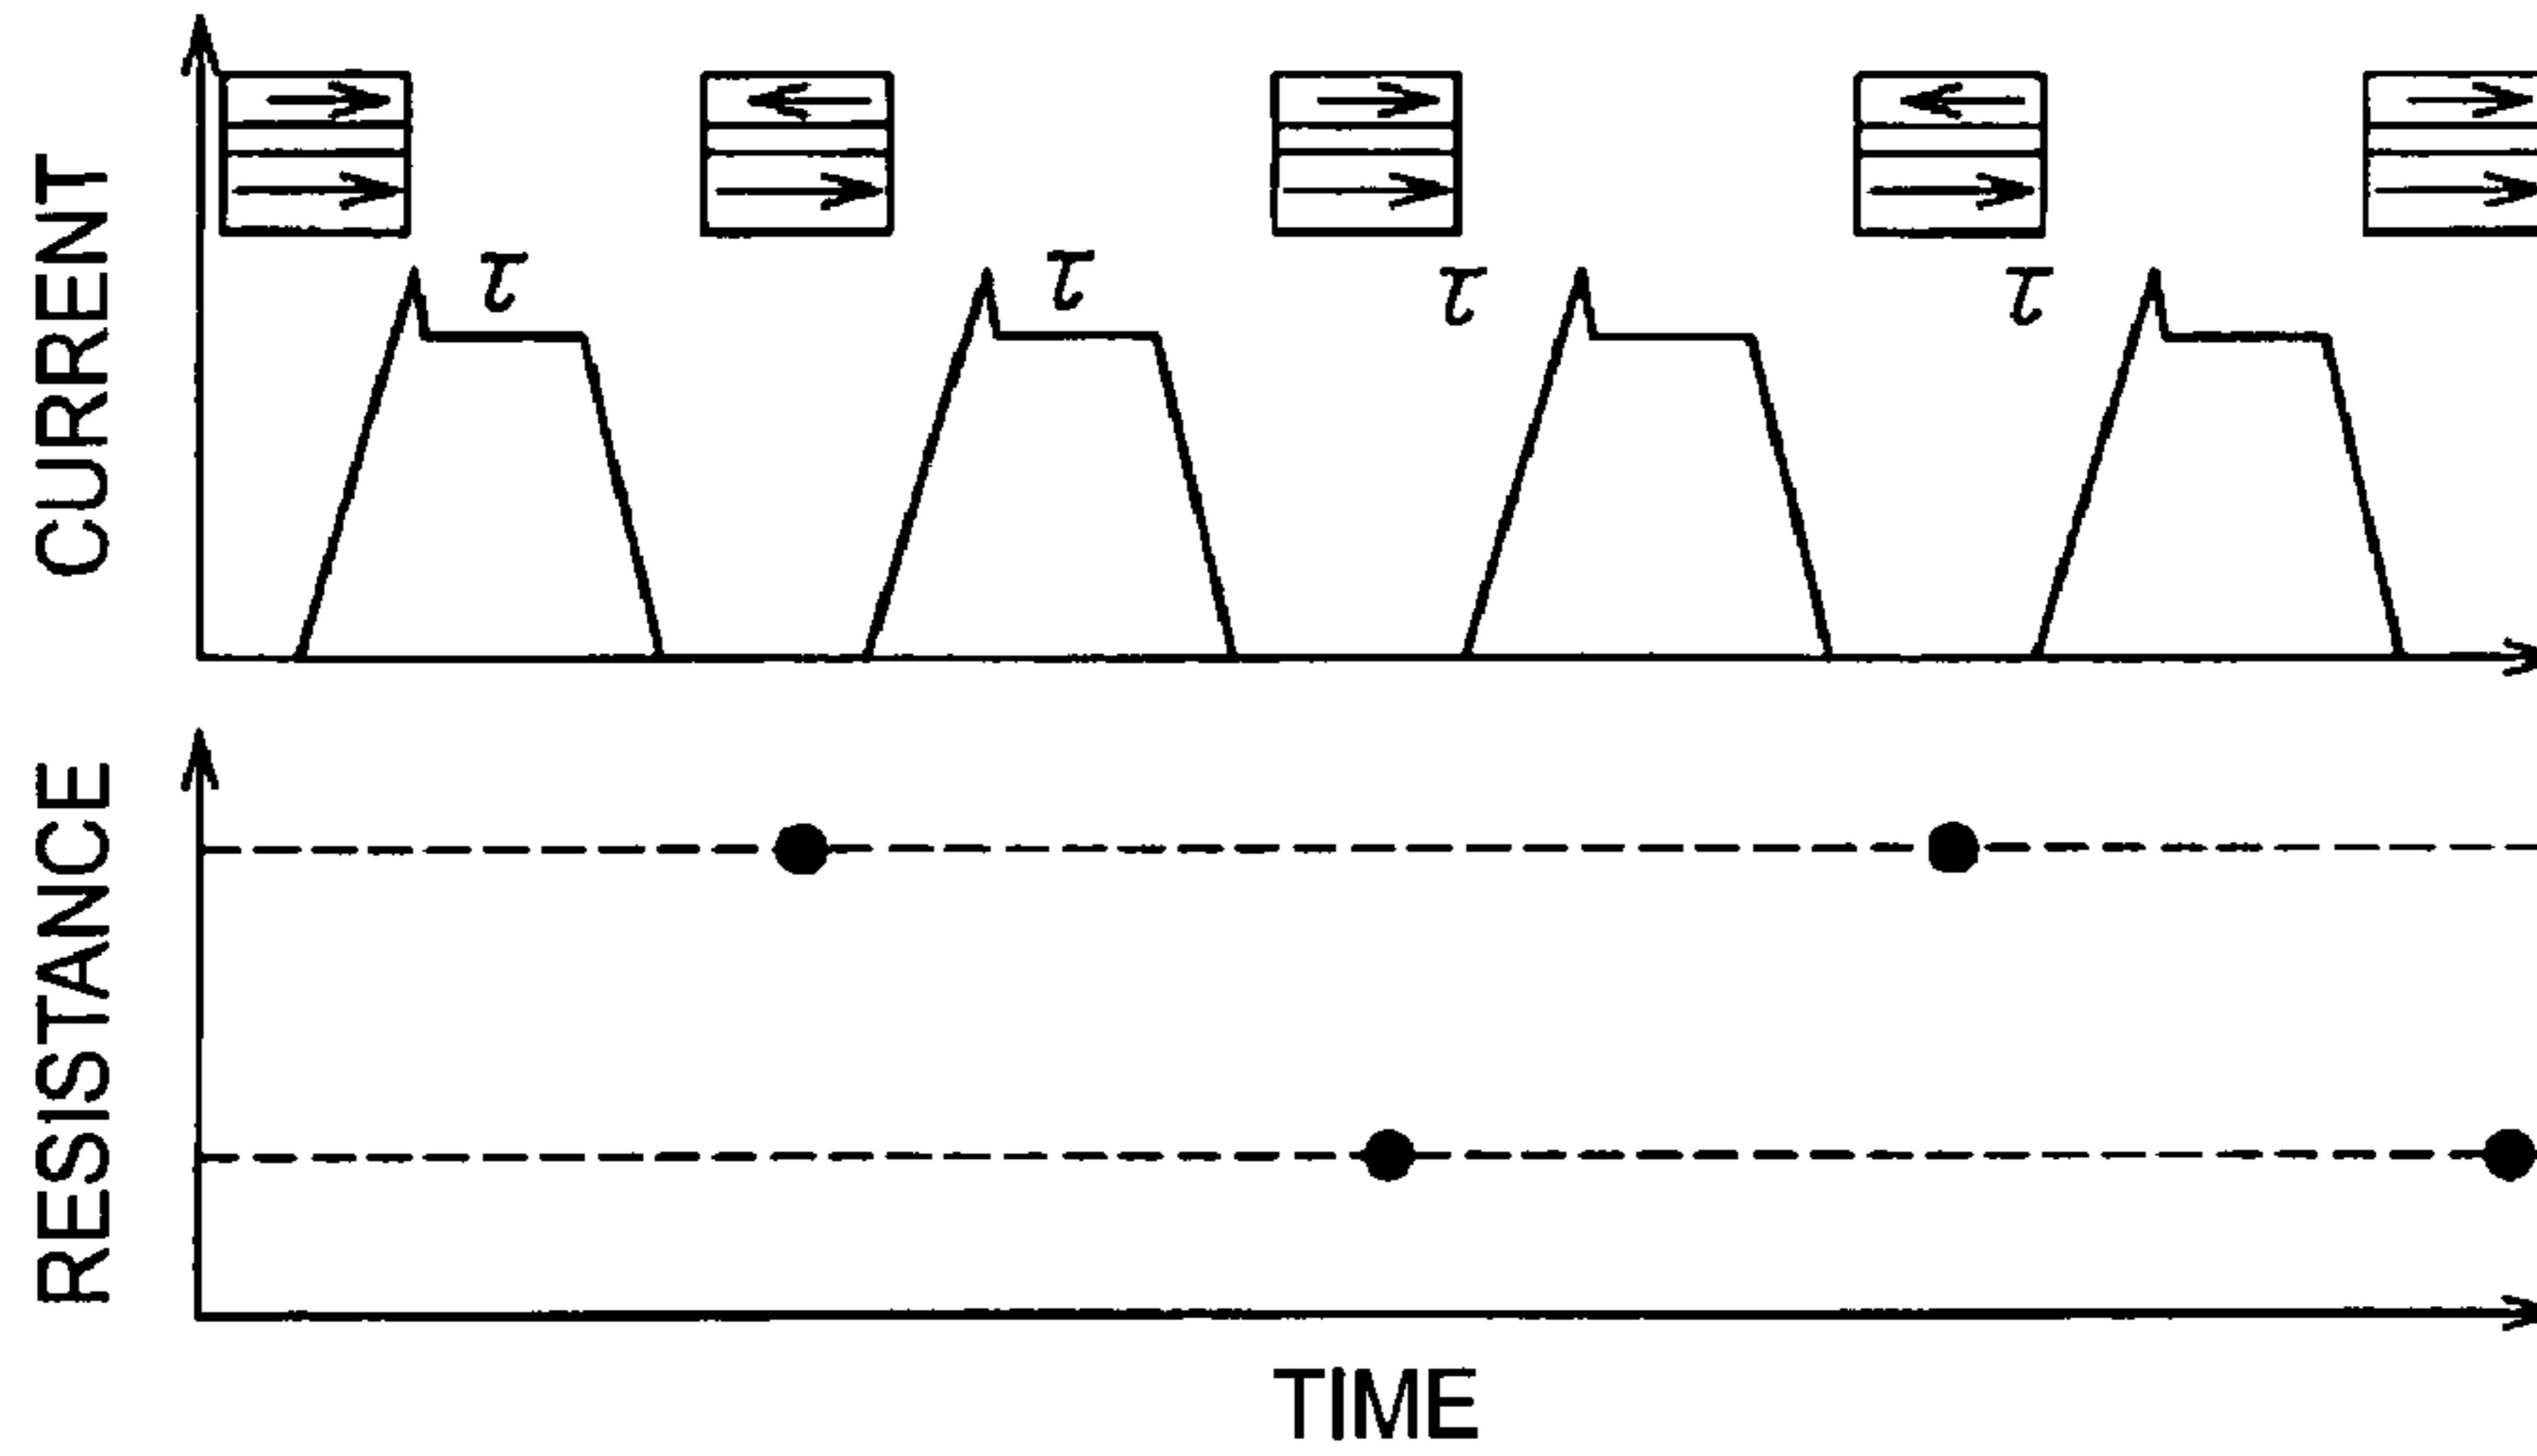 CURRENT
τ τ τ τ
RESISTANCE
TIME